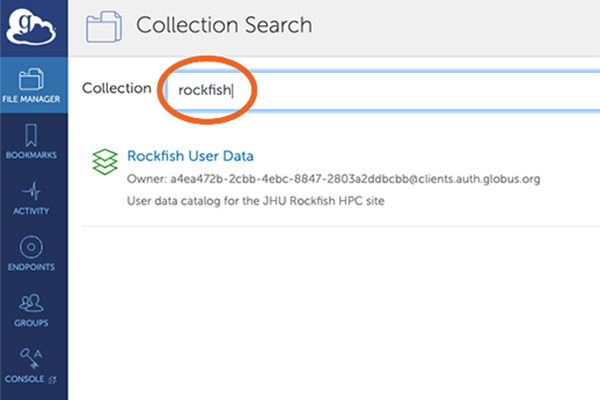 g
Collection Search
FILE MANAGER
Collection
rockfish
Rockfish User Data
Owner: a4ea472b-2cbb-4ebc-8847-2803a2ddbcbb@clients.auth.globus.org
User data catalog for the JHU Rockfish HPC site
BOOKMARKS
ACTIVITY
ENDPOINTS
GROUPS
CONSOLE